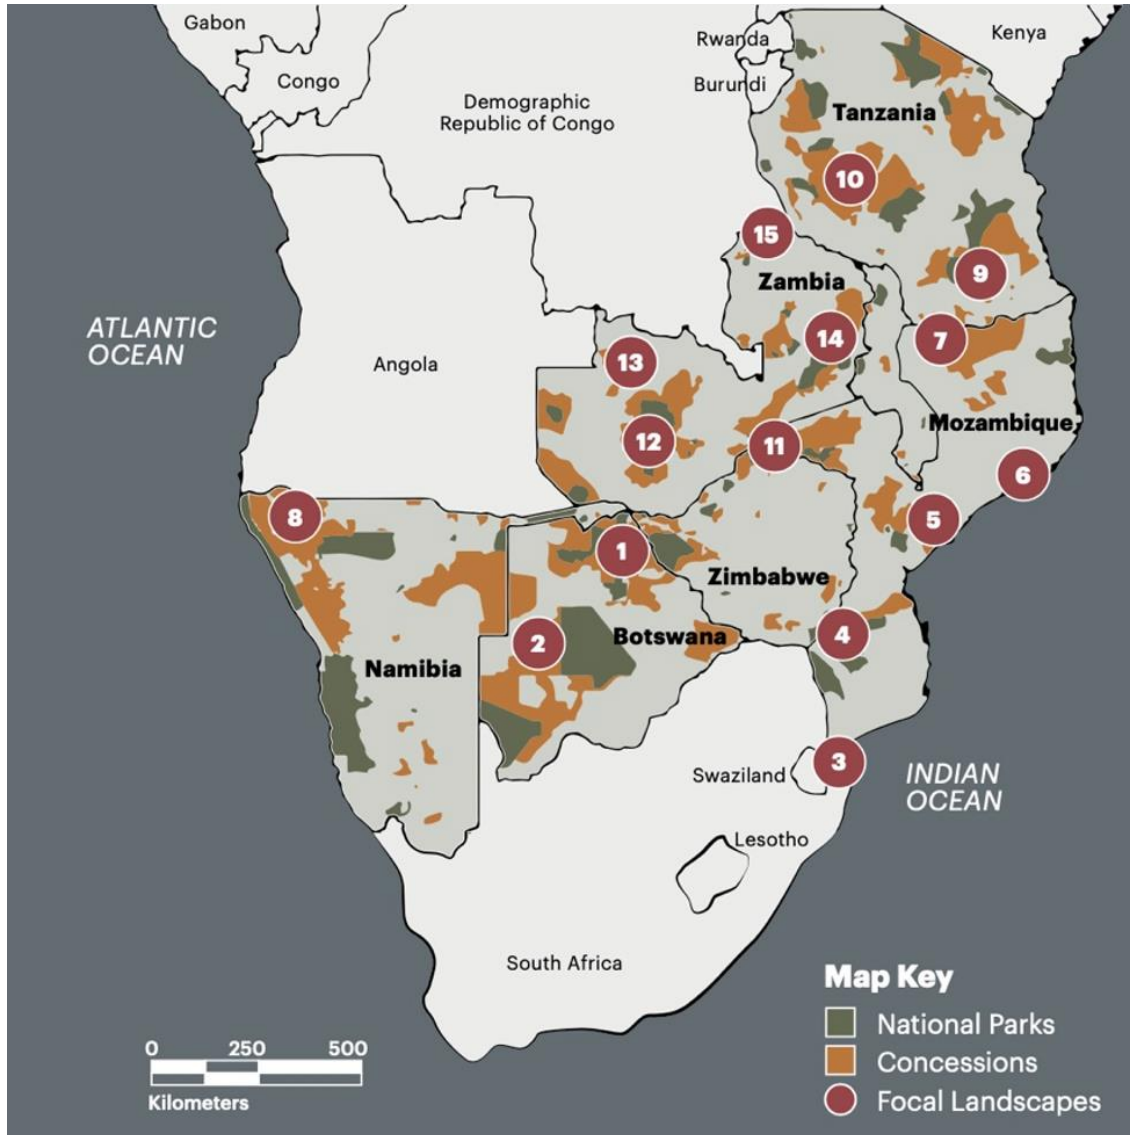 Gabon
Congo
Demographic
Republic of Congo
Rwanda
Burundi
Kenya
Tanzania
10
15
Zambia
9
ATLANTIC
OCEAN
Angola
13
14
7
12
11
Mozambique
6
8
5
1
Zimbabwe
2
Botswana
4
Namibia
3
Swaziland
INDIAN
OCEAN
Lesotho
South Africa
Map Key
National Parks
Concessions
Focal Landscapes
0 250 500
Kilometers